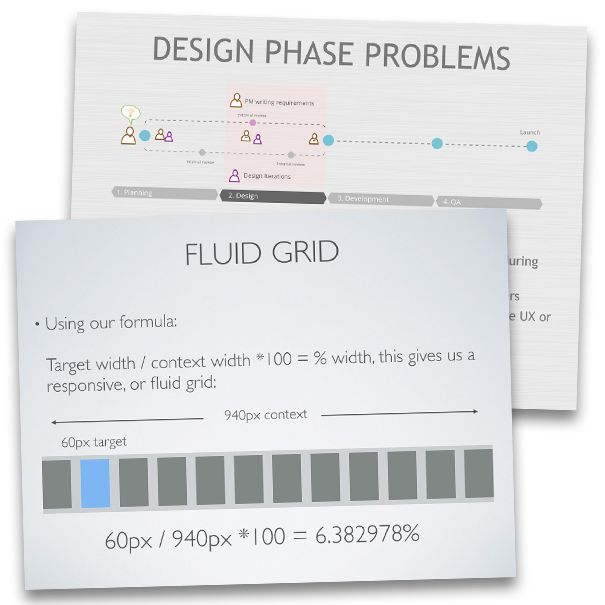 DESIGN PHASE PROBLEMS
PM writing requirements
external review
Launch
internal review
internal review
Design Iterations
1. Planning
2. Design
3. Development
4. QA
uring
ers
e UX or
FLUID GRID
• Using our formula:
Target width / context width *100 = % width, this gives us a
responsive, or fluid grid:
940px context
60px target
60px / 940px *100 = 6.382978%